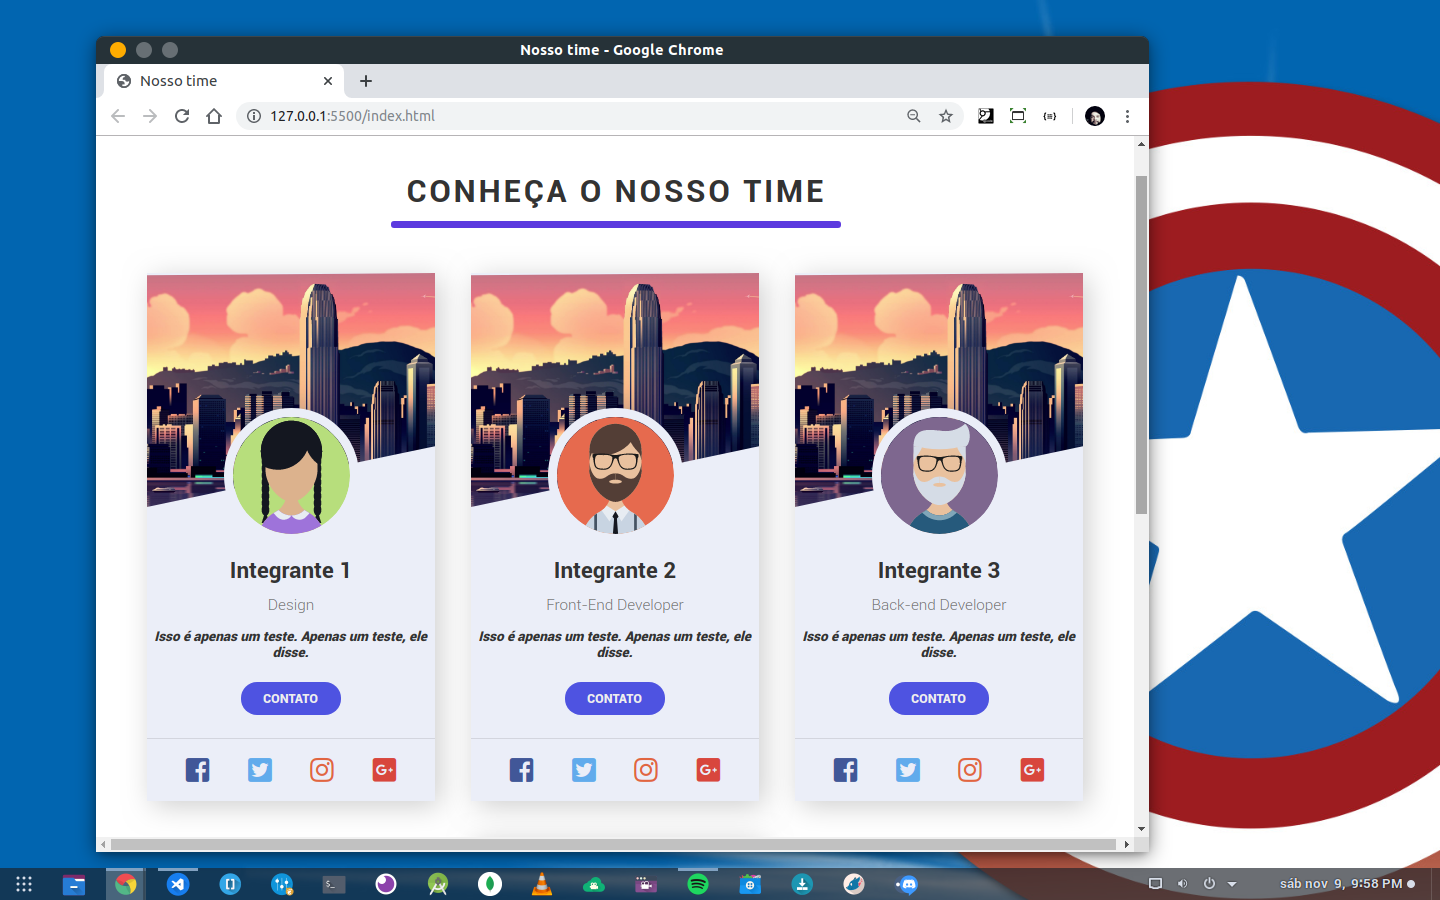 Nosso time - Google Chrome
Nosso time
127.0.0.1:5500/index.html
CONHEÇA O NOSSO TIME
Integrante 1
Design
Isso é apenas um teste. Apenas um teste, ele
disse.
CONTATO
Integrante 2
Front-End Developer
Isso é apenas um teste. Apenas um teste, ele
disse.
CONTATO
Integrante 3
Back-end Developer
Isso é apenas um teste. Apenas um teste, ele
disse.
CONTATO
sáb nov 9, 9:58 PM